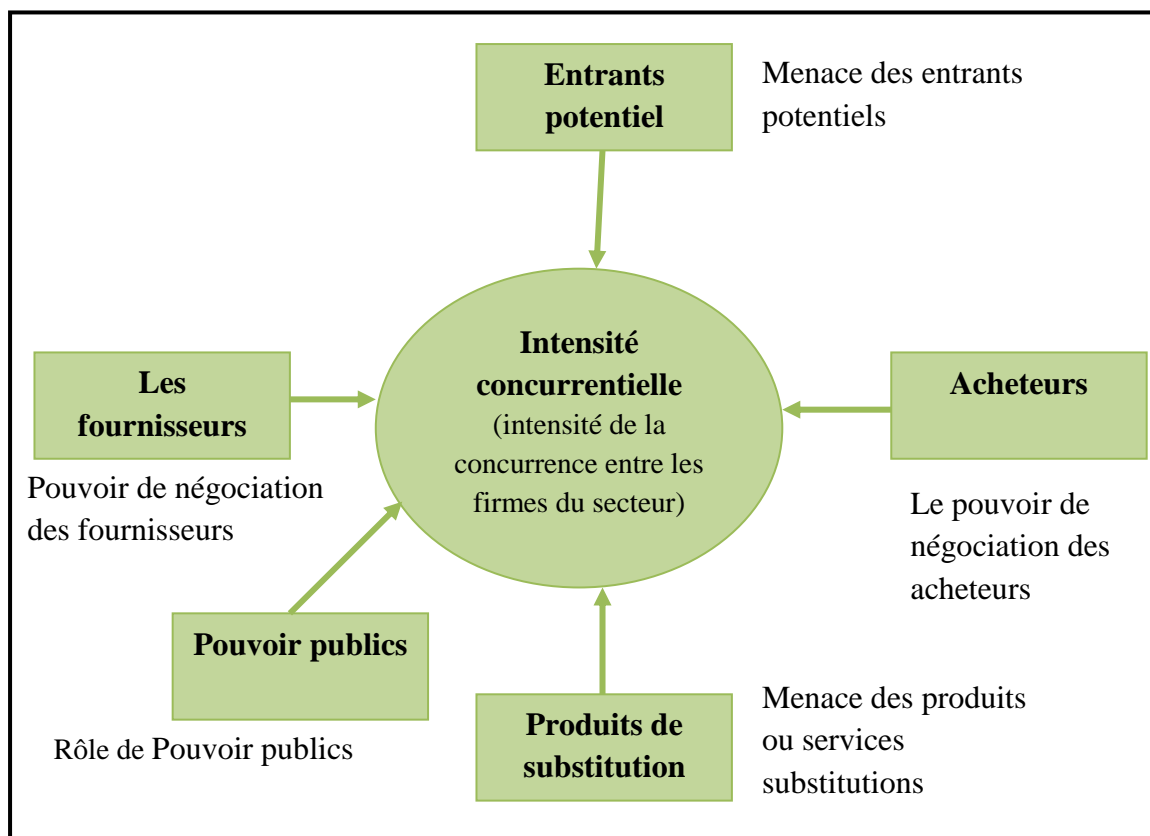 Entrants
potentiel
Menace des entrants
potentiels
Intensité
concurrentielle
(intensité de la
concurrence entre les
firmes du secteur)
Les
fournisseurs
Pouvoir de négociation
des fournisseurs
Acheteurs
Le pouvoir de
négociation des
acheteurs
Pouvoir publics
Rôle de Pouvoir publics
Produits de
substitution
Menace des produits
ou services
substitutions